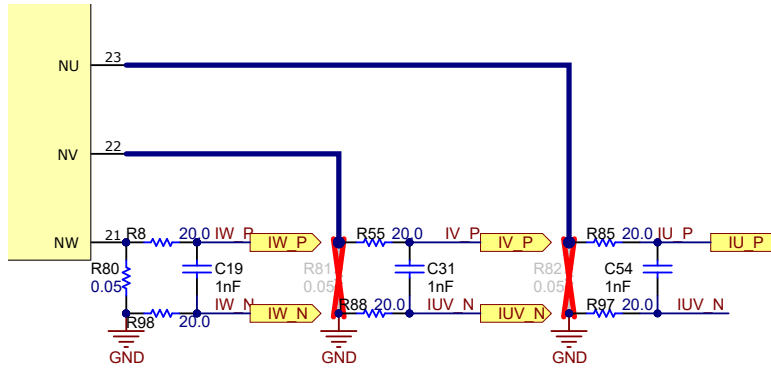 NU 23
NV 22
NW 21 R8 20.0 IW_P IW_P R55 20.0 IV_P IV_P R85 20.0 IU_P IU_P
R80 0.05 C19 1nF R81 0.05 C31 1nF R82 0.05 C54 1nF
R98 20.0 IW_N IW_N R88 20.0 IUV_N IUV_N R97 20.0 IUV_N
GND GND GND